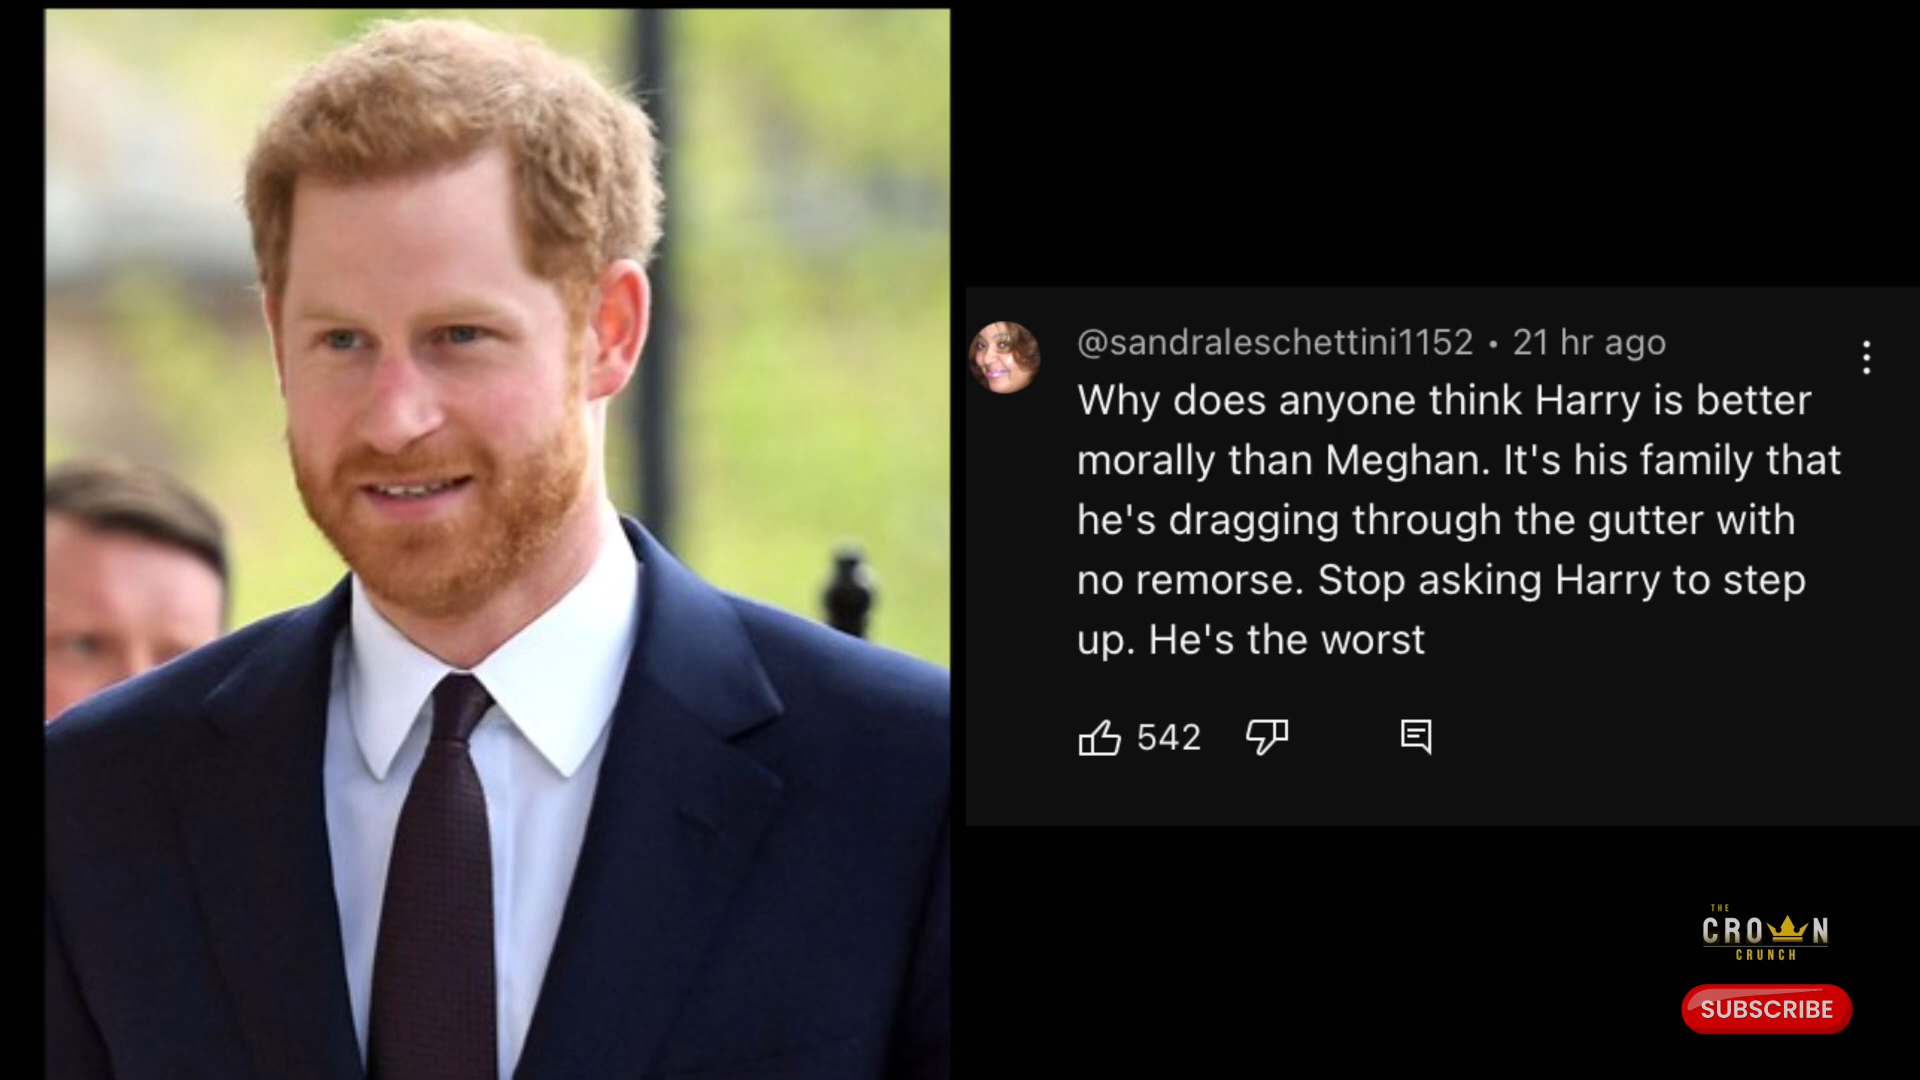 @sandraleschettini1152 • 21 hr ago
Why does anyone think Harry is better
morally than Meghan. It's his family that
he's dragging through the gutter with
no remorse. Stop asking Harry to step
up. He's the worst
542
THE
CROWN
CRUNCH
SUBSCRIBE